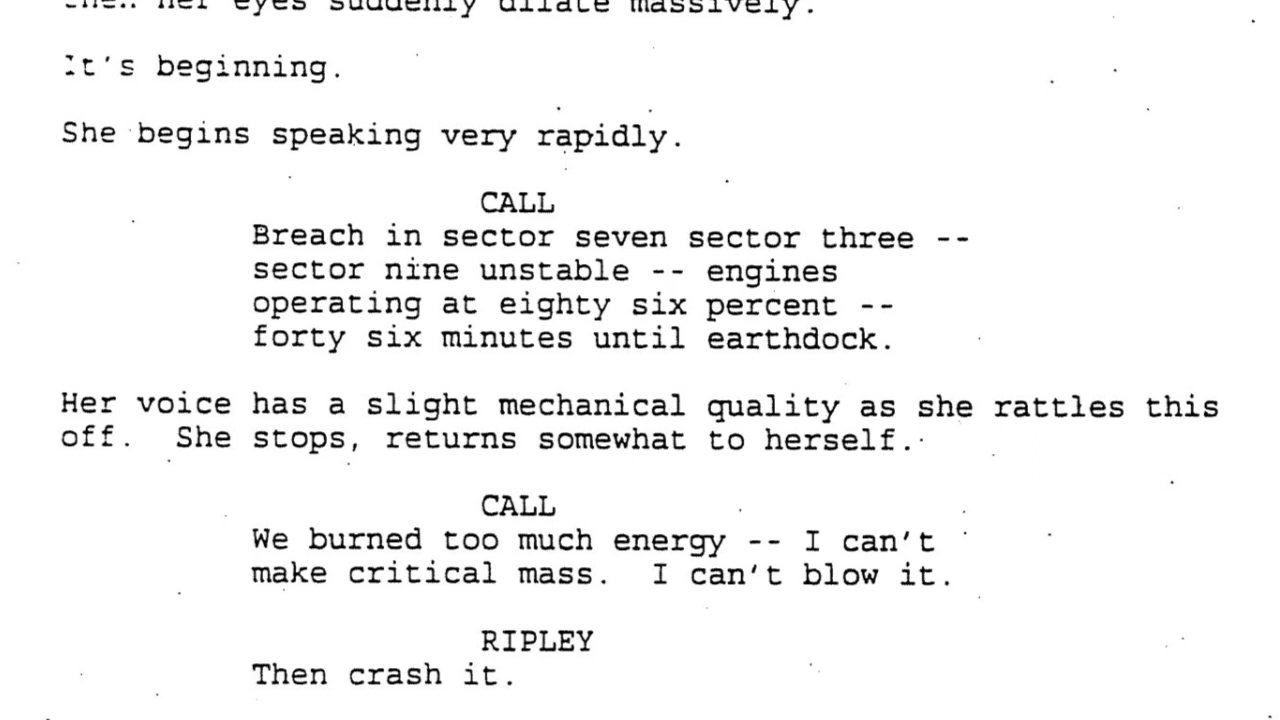 then her eyes suddenly dilate massively.
It's beginning.
She begins speaking very rapidly.
CALL
Breach in sector seven sector three --
sector nine unstable -- engines
operating at eighty six percent --
forty six minutes until earthdock.
Her voice has a slight mechanical quality as she rattles this
off. She stops, returns somewhat to herself.
CALL
We burned too much energy -- I can't
make critical mass. I can't blow it.
RIPLEY
Then crash it.